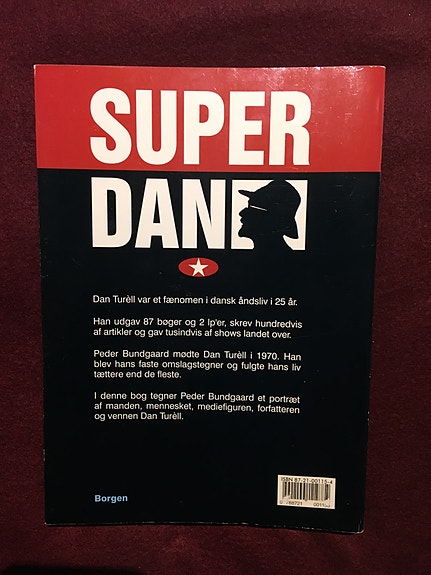 SUPER
DAN
Dan Turèll var et fænomen i dansk åndsliv i 25 år.
Han udgav 87 bøger og 2 lp'er, skrev hundredvis
af artikler og gav tusindvis af shows landet over.
Peder Bundgaard mødte Dan Turèll i 1970. Han
blev hans faste omslagstegner og fulgte hans liv
tættere end de fleste.
I denne bog tegner Peder Bundgaard et portræt
af manden, mennesket, mediefiguren, forfatteren
og vennen Dan Turèll.
Borgen
ISBN 87-21-00115-4